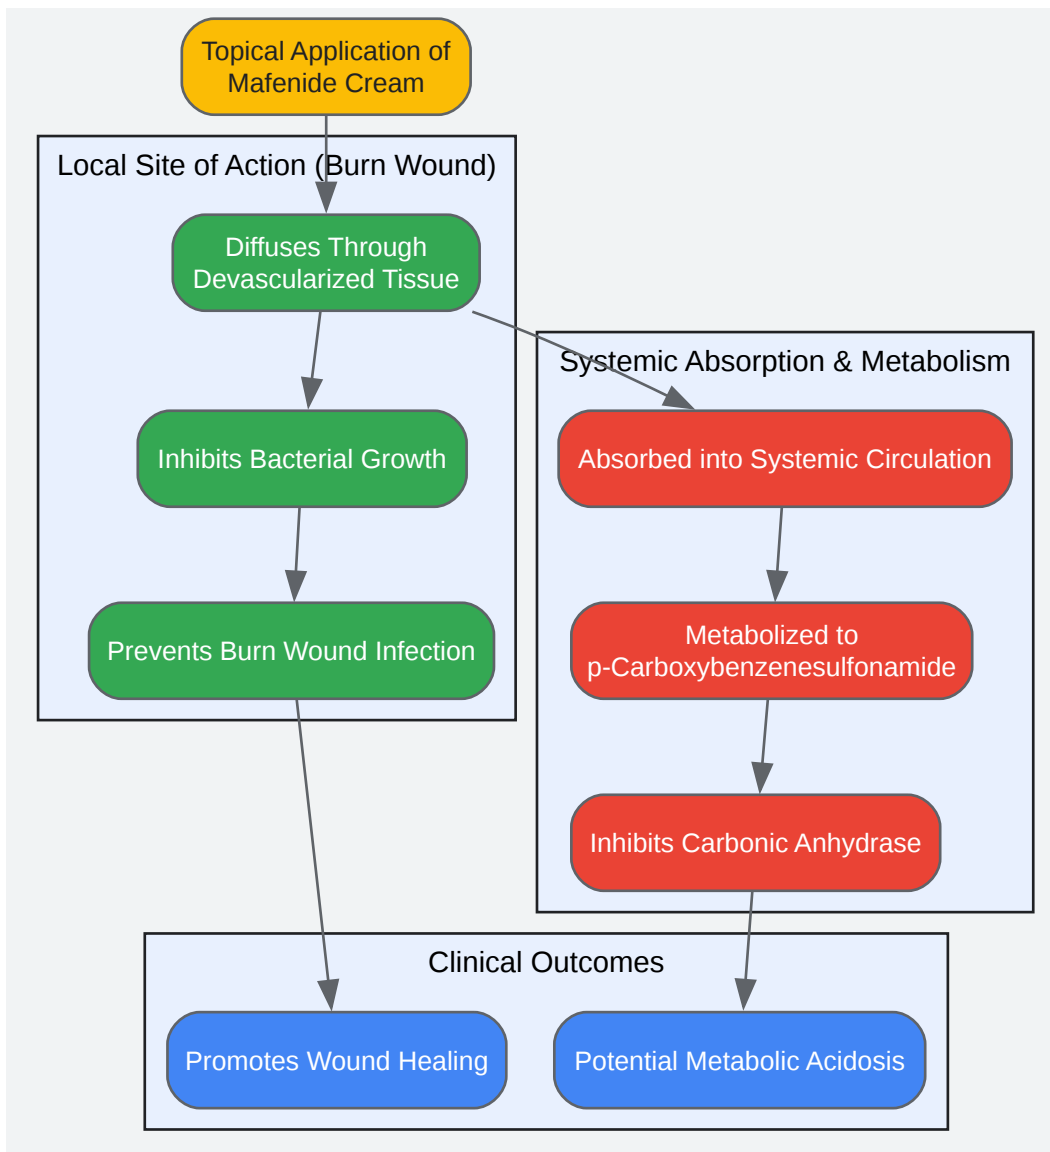 Topical Application of
Mafenide Cream
Local Site of Action (Burn Wound)
Diffuses Through
Devascularized Tissue
Inhibits Bacterial Growth
Prevents Burn Wound Infection
Systemic Absorption & Metabolism
Absorbed into Systemic Circulation
Metabolized to
p-Carboxybenzenesulfonamide
Inhibits Carbonic Anhydrase
Clinical Outcomes
Promotes Wound Healing
Potential Metabolic Acidosis